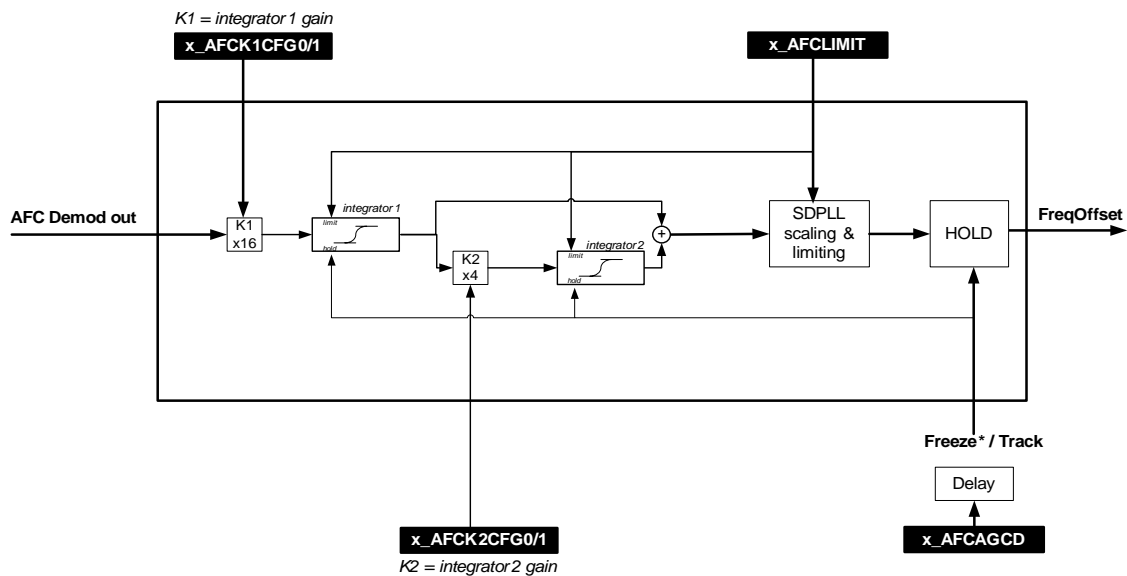 K1 = integrator 1 gain
x_AFCK1CFG0/1
x_AFCLIMIT
AFC Demod out
K1
x16
limit
hold
integrator 1
K2
x4
limit
hold
integrator 2
+
SDPLL
scaling &
limiting
HOLD
FreqOffset
Freeze* / Track
Delay
x_AFCAGCD
x_AFCK2CFG0/1
K2 = integrator 2 gain